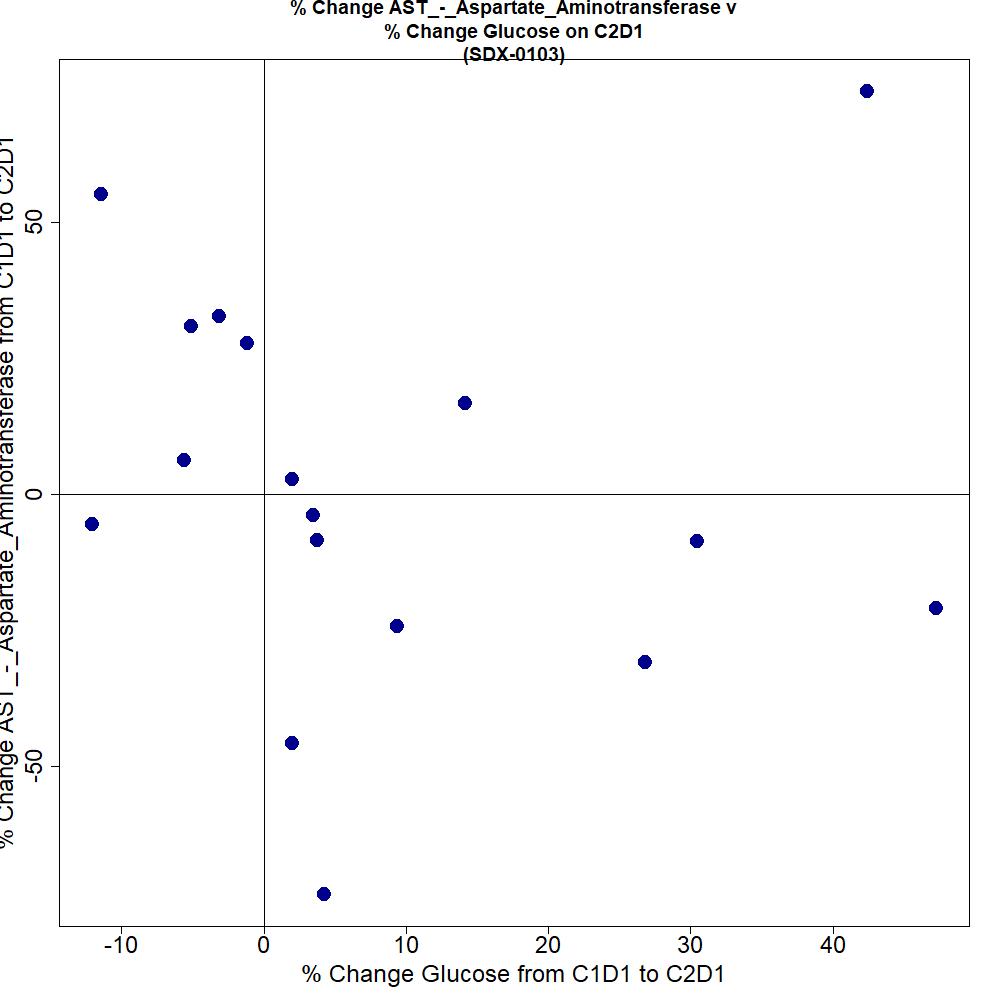 % Change AST_-_Aspartate_Aminotransferase v
% Change Glucose on C2D1
(SDX-0103)
% Change AST_-_Aspartate_Aminotransferase from C1D1 to C2D1
50
0
-50
-10
0
10
20
30
40
% Change Glucose from C1D1 to C2D1